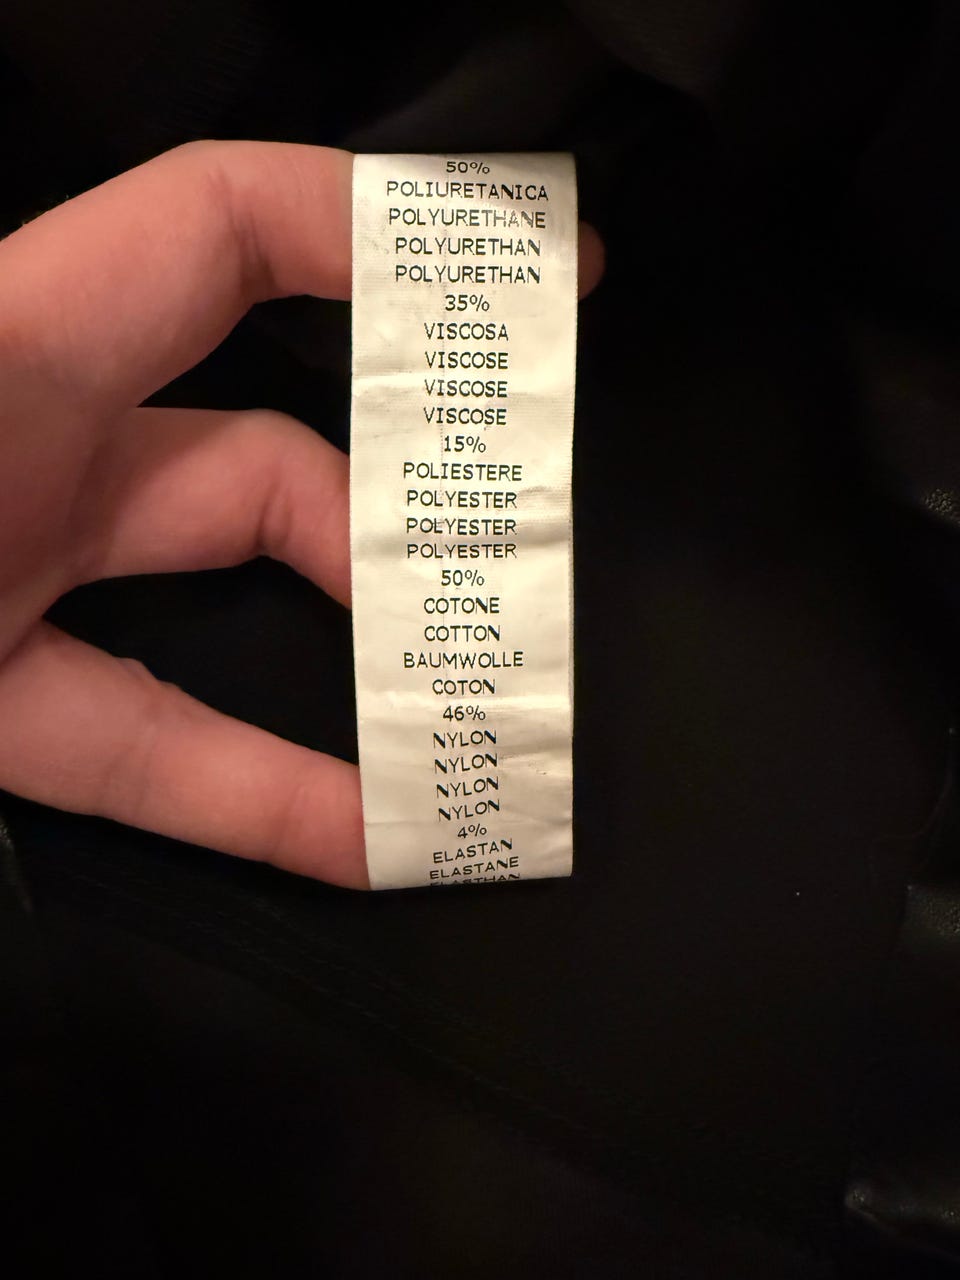 50%
POLIURETANICA
POLYURETHANE
POLYURETHAN
POLYURETHAN
35%
VISCOSA
VISCOSE
VISCOSE
VISCOSE
15%
POLIESTERE
POLYESTER
POLYESTER
POLYESTER
50%
COTONE
COTTON
BAUMWOLLE
COTON
46%
NYLON
NYLON
NYLON
NYLON
4%
ELASTAN
ELASTANE
ELASTHAN